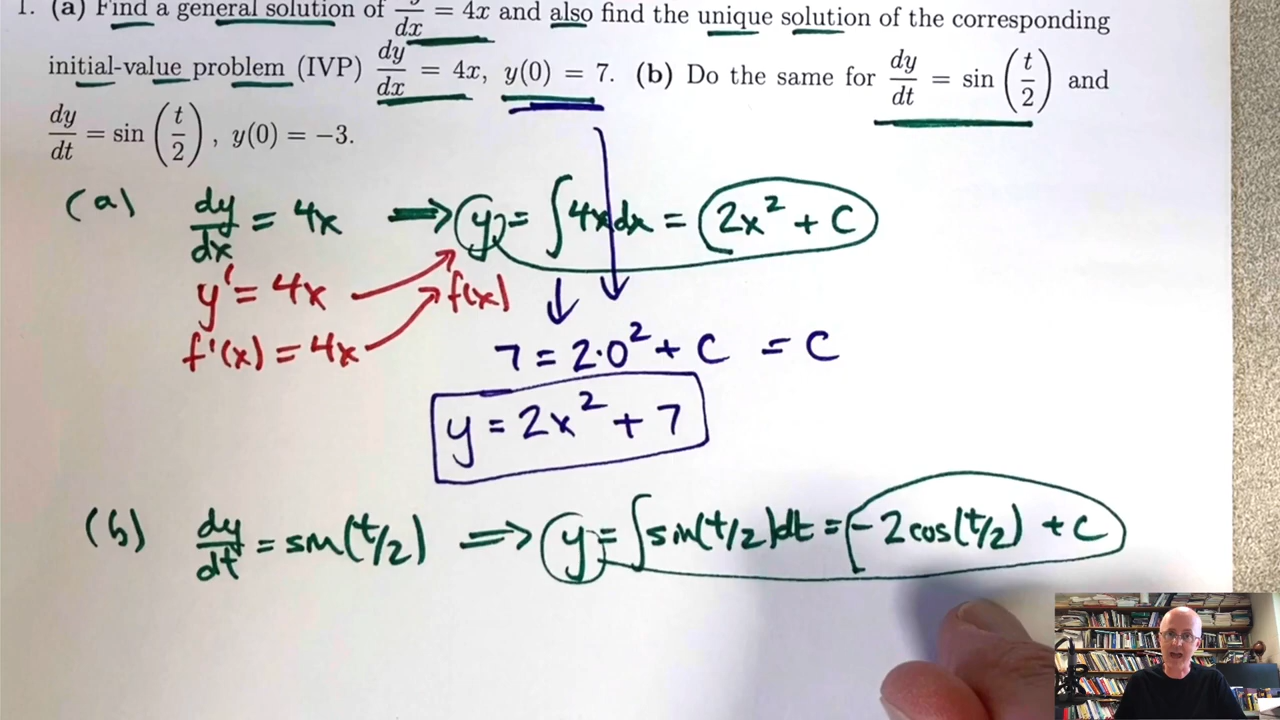 1. (a) Find a general solution of dy/dx = 4x and also find the unique solution of the corresponding
initial-value problem (IVP) dy/dx = 4x, y(0) = 7. (b) Do the same for dy/dt = sin (t/2) and
dy/dt = sin (t/2), y(0) = −3.
(a) dy/dx = 4x ⟹ y = ∫4x dx = 2x² + C
y' = 4x f(x)
f'(x) = 4x
7 = 2·0² + C = C
y = 2x² + 7
(b) dy/dt = sin(t/2) ⟹ y = ∫sin(t/2)dt = −2cos(t/2) + C